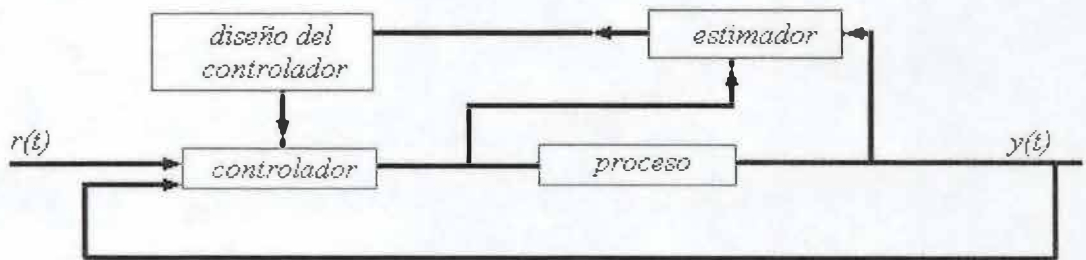 diseño del
controlador
estimador
r(t)
controlador
proceso
y(t)